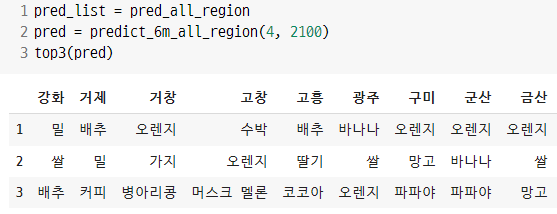 1 pred_list = pred_all_region
2 pred = predict_6m_all_region(4, 2100)
3 top3(pred)
강화 거제 거창 고창 고흥 광주 구미 군산 금산
1 밀 배추 오렌지 수박 배추 바나나 오렌지 오렌지 오렌지
2 쌀 밀 가지 오렌지 딸기 쌀 망고 바나나 쌀
3 배추 커피 병아리콩 머스크 멜론 코코아 오렌지 파파야 파파야 망고